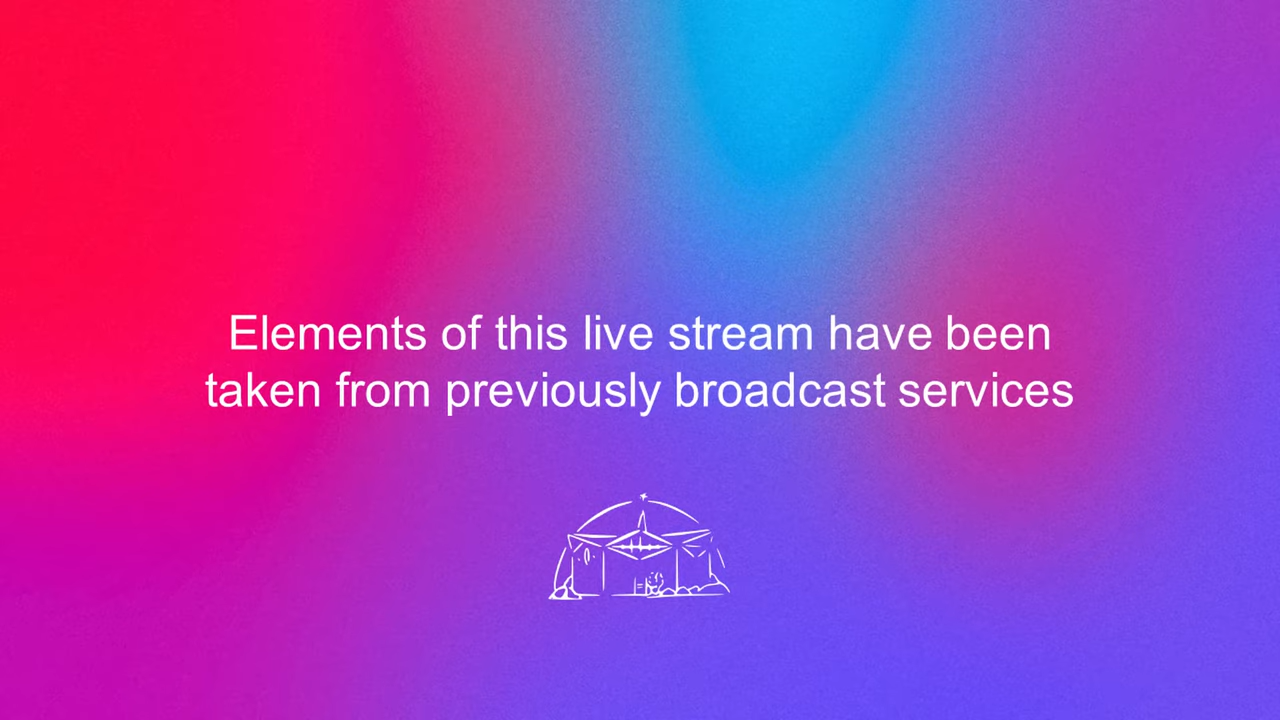 Elements of this live stream have been
taken from previously broadcast services